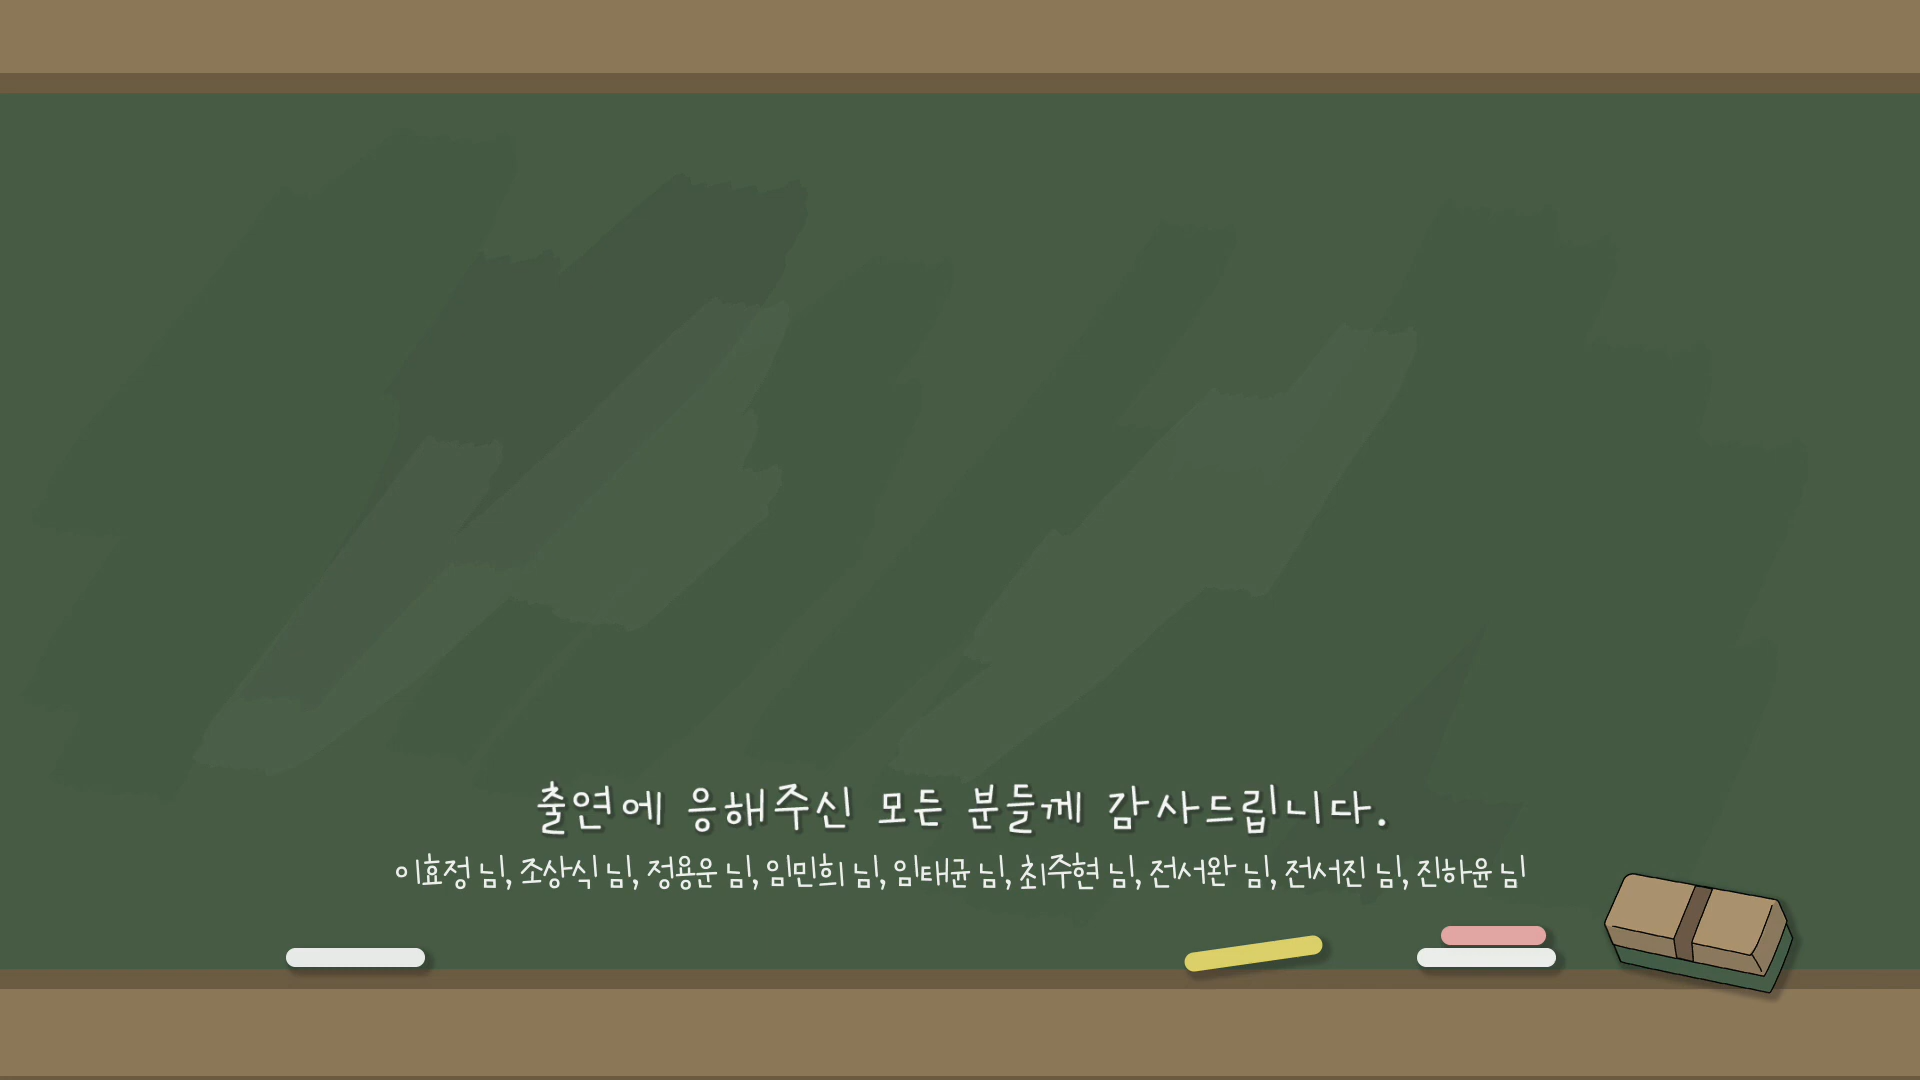 출연에 응해주신 모든 분들께 감사드립니다.
이효정 님, 조상식 님, 정용운 님, 임민희 님, 임태균 님, 최주현 님, 전서완 님, 전서진 님, 진하윤 님